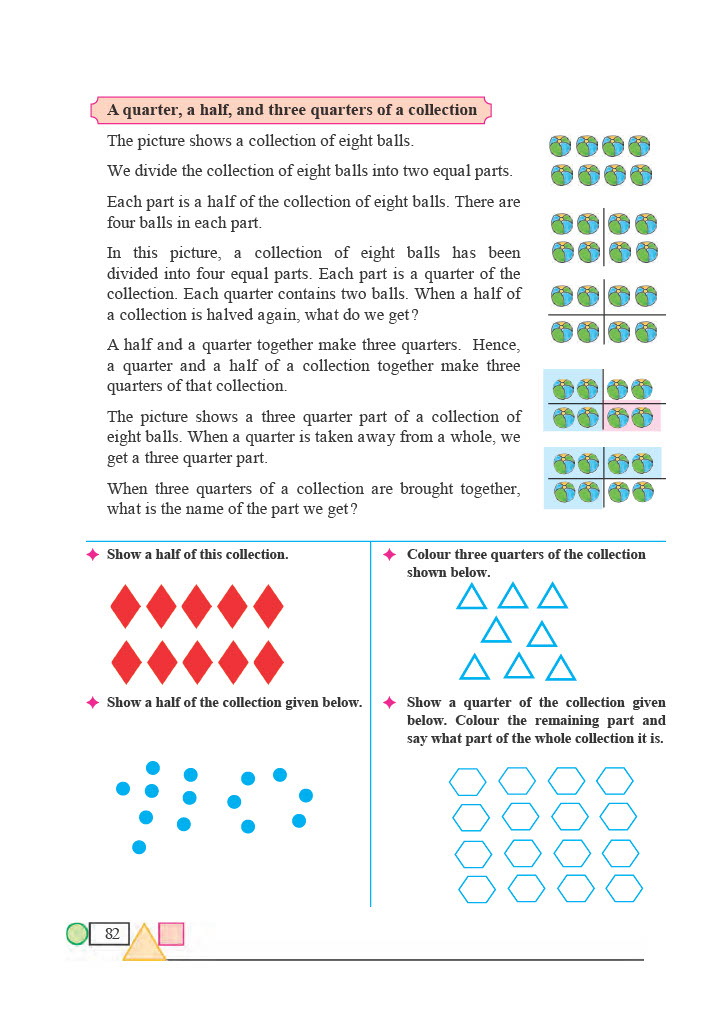 A quarter, a half, and three quarters of a collection
The picture shows a collection of eight balls.
We divide the collection of eight balls into two equal parts.
Each part is a half of the collection of eight balls. There are
four balls in each part.
In this picture, a collection of eight balls has been
divided into four equal parts. Each part is a quarter of the
collection. Each quarter contains two balls. When a half of
a collection is halved again, what do we get?
A half and a quarter together make three quarters. Hence,
a quarter and a half of a collection together make three
quarters of that collection.
The picture shows a three quarter part of a collection of
eight balls. When a quarter is taken away from a whole, we
get a three quarter part.
When three quarters of a collection are brought together,
what is the name of the part we get?
Show a half of this collection.
Show a half of the collection given below.
Colour three quarters of the collection
shown below.
Show a quarter of the collection given
below. Colour the remaining part and
say what part of the whole collection it is.
82